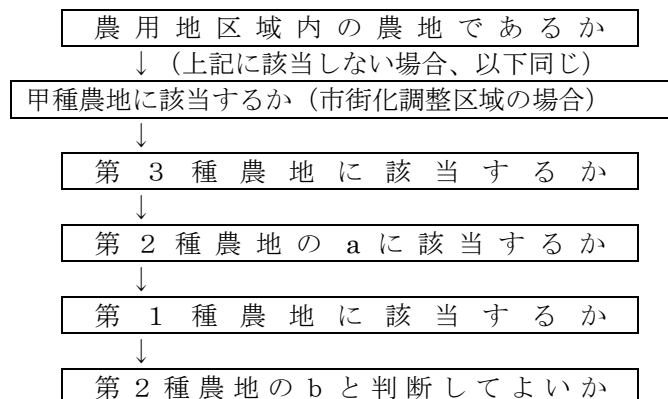 農用地区域内の農地であるか
↓（上記に該当しない場合、以下同じ）
甲種農地に該当するか（市街化調整区域の場合）
↓
第３種農地に該当するか
↓
第２種農地のaに該当するか
↓
第１種農地に該当するか
↓
第２種農地のbと判断してよいか